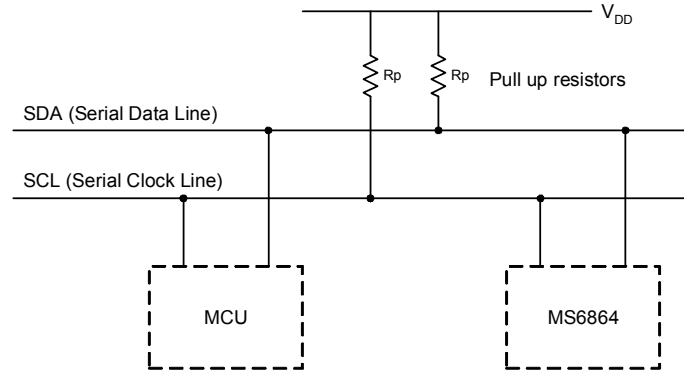 VDD
Rp
Rp
Pull up resistors
SDA (Serial Data Line)
SCL (Serial Clock Line)
MCU
MS6864